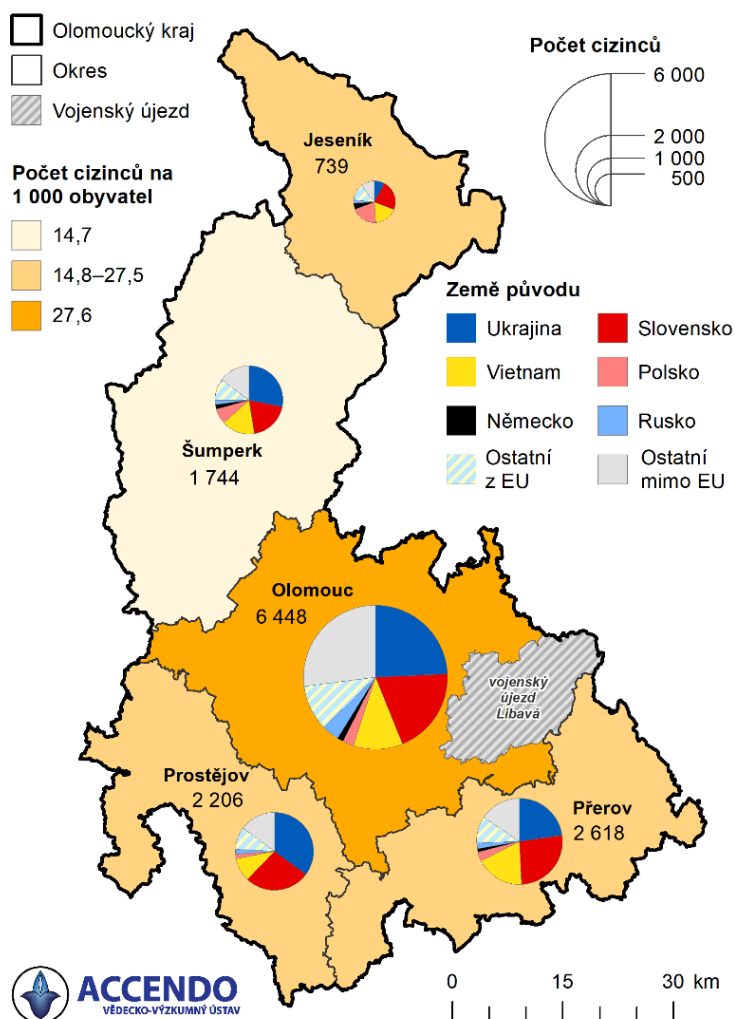 Olomoucký kraj
Okres
Vojenský újezd
Počet cizinců na
1 000 obyvatel
14,7
14,8–27,5
27,6
Počet cizinců
6 000
2 000
1 000
500
Jeseník
739
Země původu
Ukrajina
Slovensko
Vietnam
Polsko
Německo
Rusko
Ostatní
z EU
Ostatní
mimo EU
Šumperk
1 744
Olomouc
6 448
vojenský
újezd
Libavá
Prostějov
2 206
Přerov
2 618
ACCENDO
VĚDECKO-VÝZKUMNÝ ÚSTAV
0 15 30 km